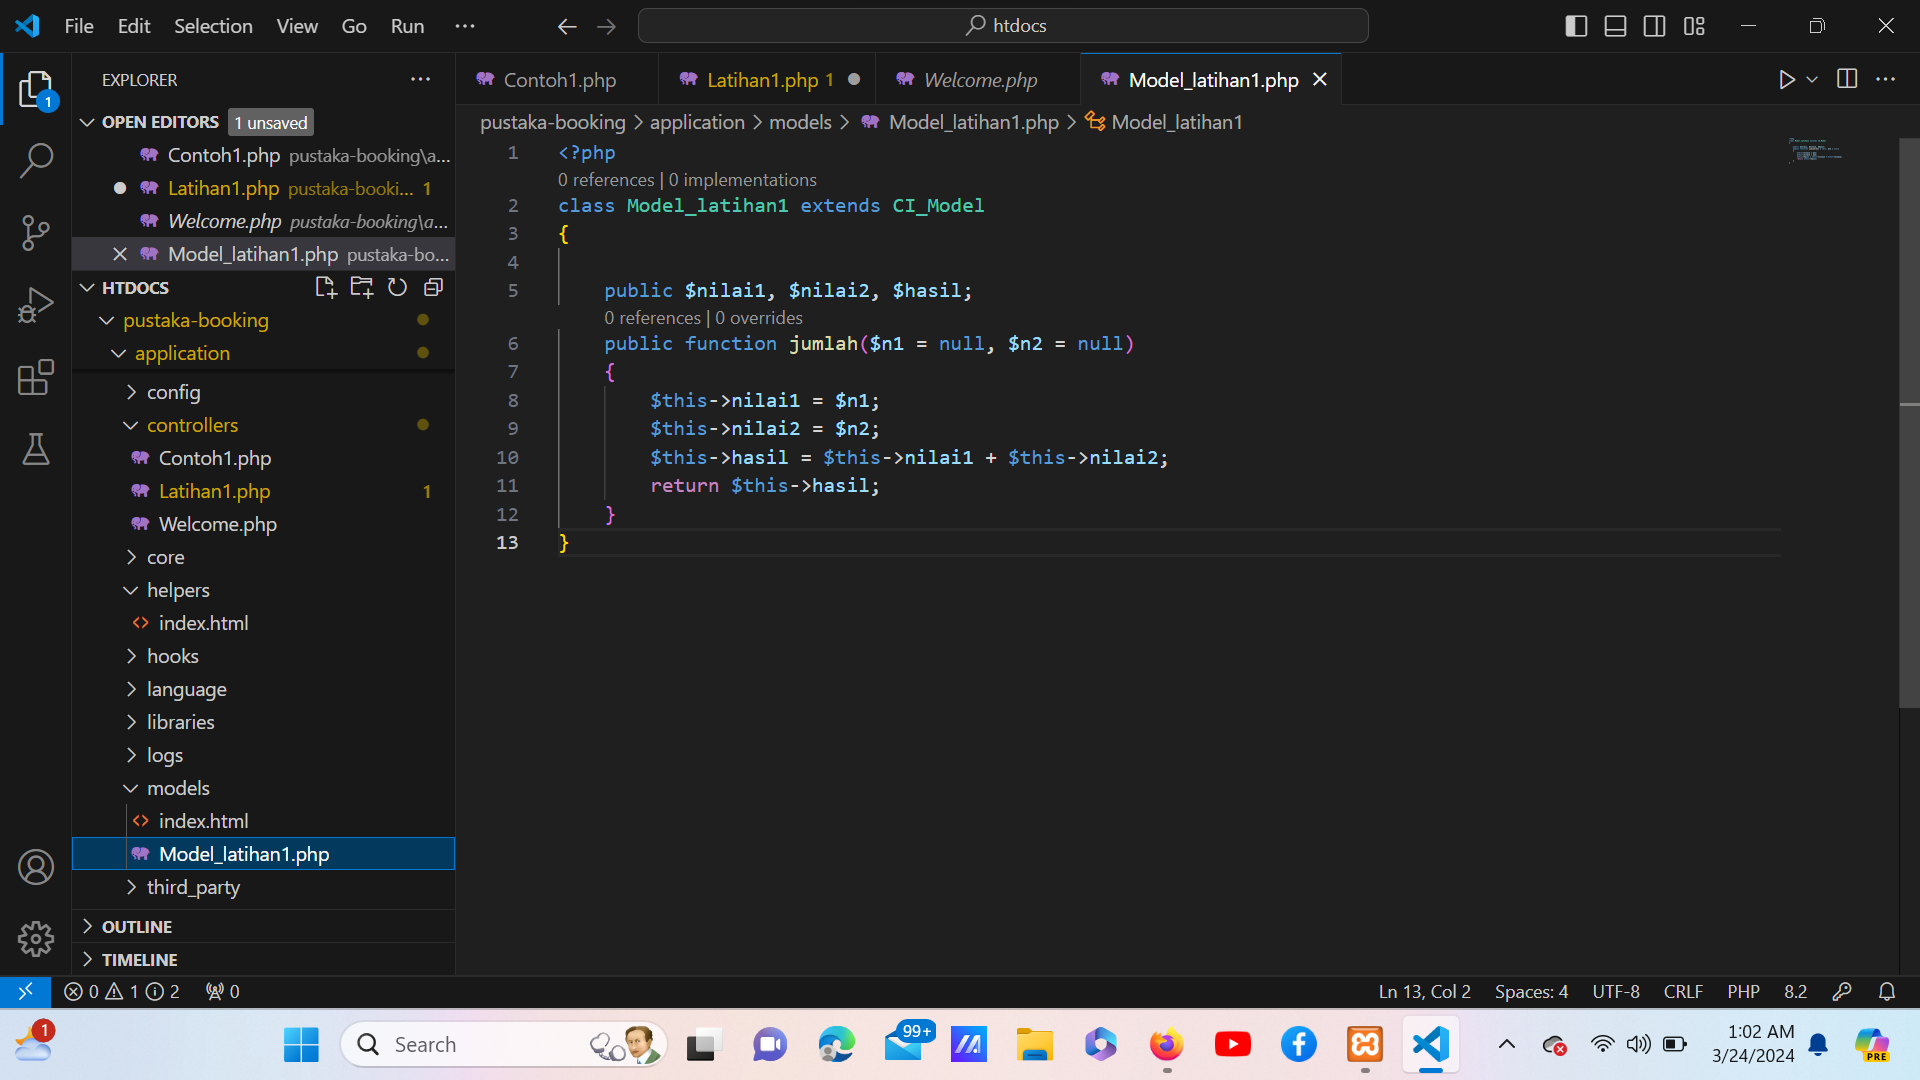 File Edit Selection View Go Run ...
htdocs
EXPLORER
Contoh1.php
Latihan1.php 1
Welcome.php
Model_latihan1.php
OPEN EDITORS 1 unsaved
Contoh1.php pustaka-booking\a...
Latihan1.php pustaka-booki... 1
Welcome.php pustaka-booking\a...
Model_latihan1.php pustaka-bo...
HTDOCS
pustaka-booking
application
config
controllers
Contoh1.php
Latihan1.php 1
Welcome.php
core
helpers
index.html
hooks
language
libraries
logs
models
index.html
Model_latihan1.php
third_party
OUTLINE
TIMELINE
pustaka-booking > application > models > Model_latihan1.php > Model_latihan1
1 <?php
0 references | 0 implementations
2 class Model_latihan1 extends CI_Model
3 {
4
5 public $nilai1, $nilai2, $hasil;
0 references | 0 overrides
6 public function jumlah($n1 = null, $n2 = null)
7 {
8 $this->nilai1 = $n1;
9 $this->nilai2 = $n2;
10 $this->hasil = $this->nilai1 + $this->nilai2;
11 return $this->hasil;
12 }
13 }
1
0 1 2 0
Ln 13, Col 2 Spaces: 4 UTF-8 CRLF PHP 8.2
1
Search
99+
1:02 AM
3/24/2024
PRE